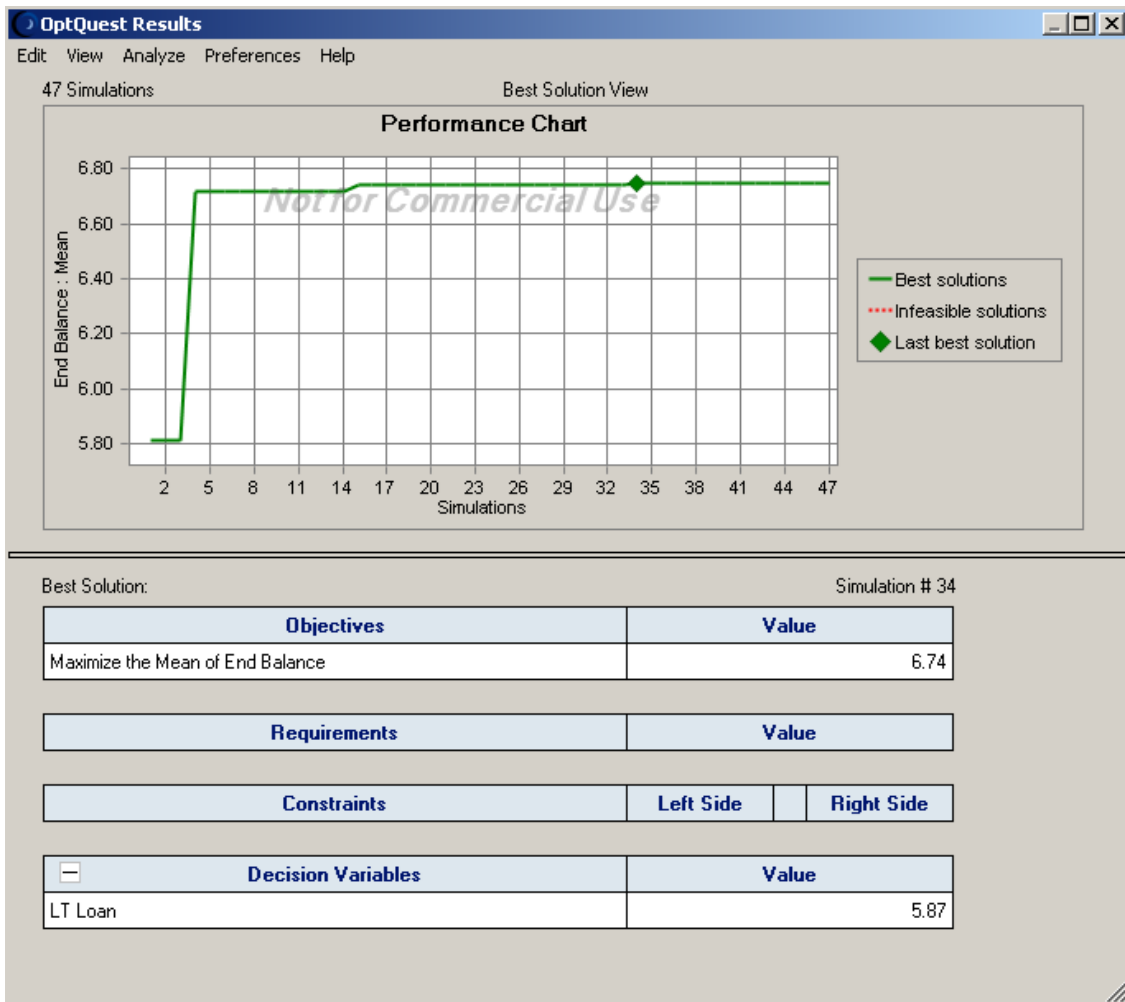 OptQuest Results
Edit View Analyze Preferences Help
47 Simulations Best Solution View
Performance Chart
6.80
6.60
6.40
6.20
6.00
5.80
End Balance : Mean
Not for Commercial Use
2 5 8 11 14 17 20 23 26 29 32 35 38 41 44 47
Simulations
Best solutions
Infeasible solutions
Last best solution
Best Solution: Simulation # 34
Objectives Value
Maximize the Mean of End Balance 6.74
Requirements Value
Constraints Left Side Right Side
Decision Variables Value
LT Loan 5.87